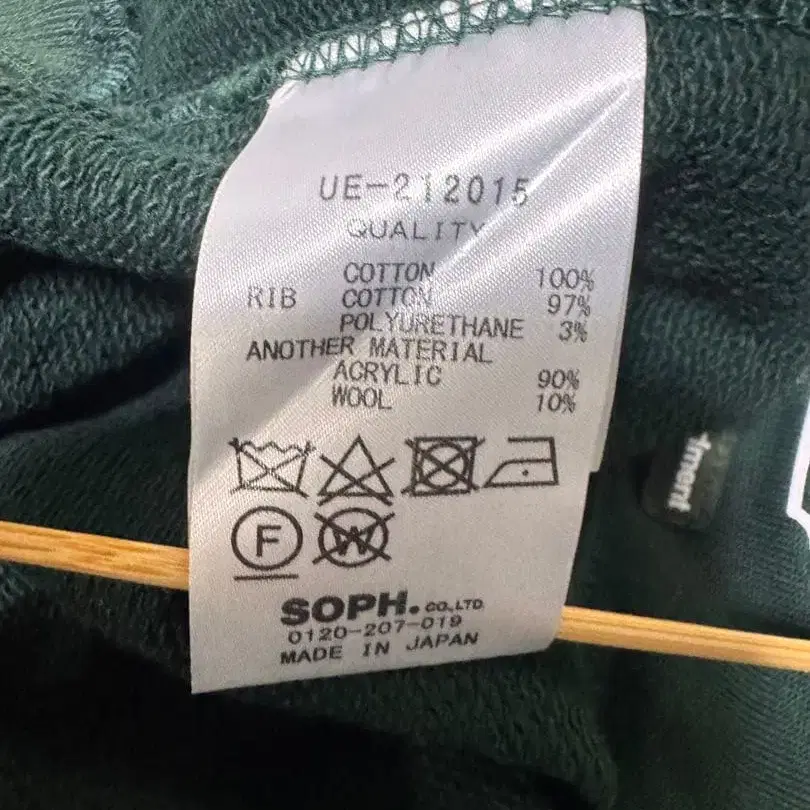 UE-212015
QUALITY
COTTON 100%
RIB COTTON 97%
POLYURETHANE 3%
ANOTHER MATERIAL
ACRYLIC 90%
WOOL 10%
F W
SOPH. CO.,LTD.
0120-207-019
MADE IN JAPAN